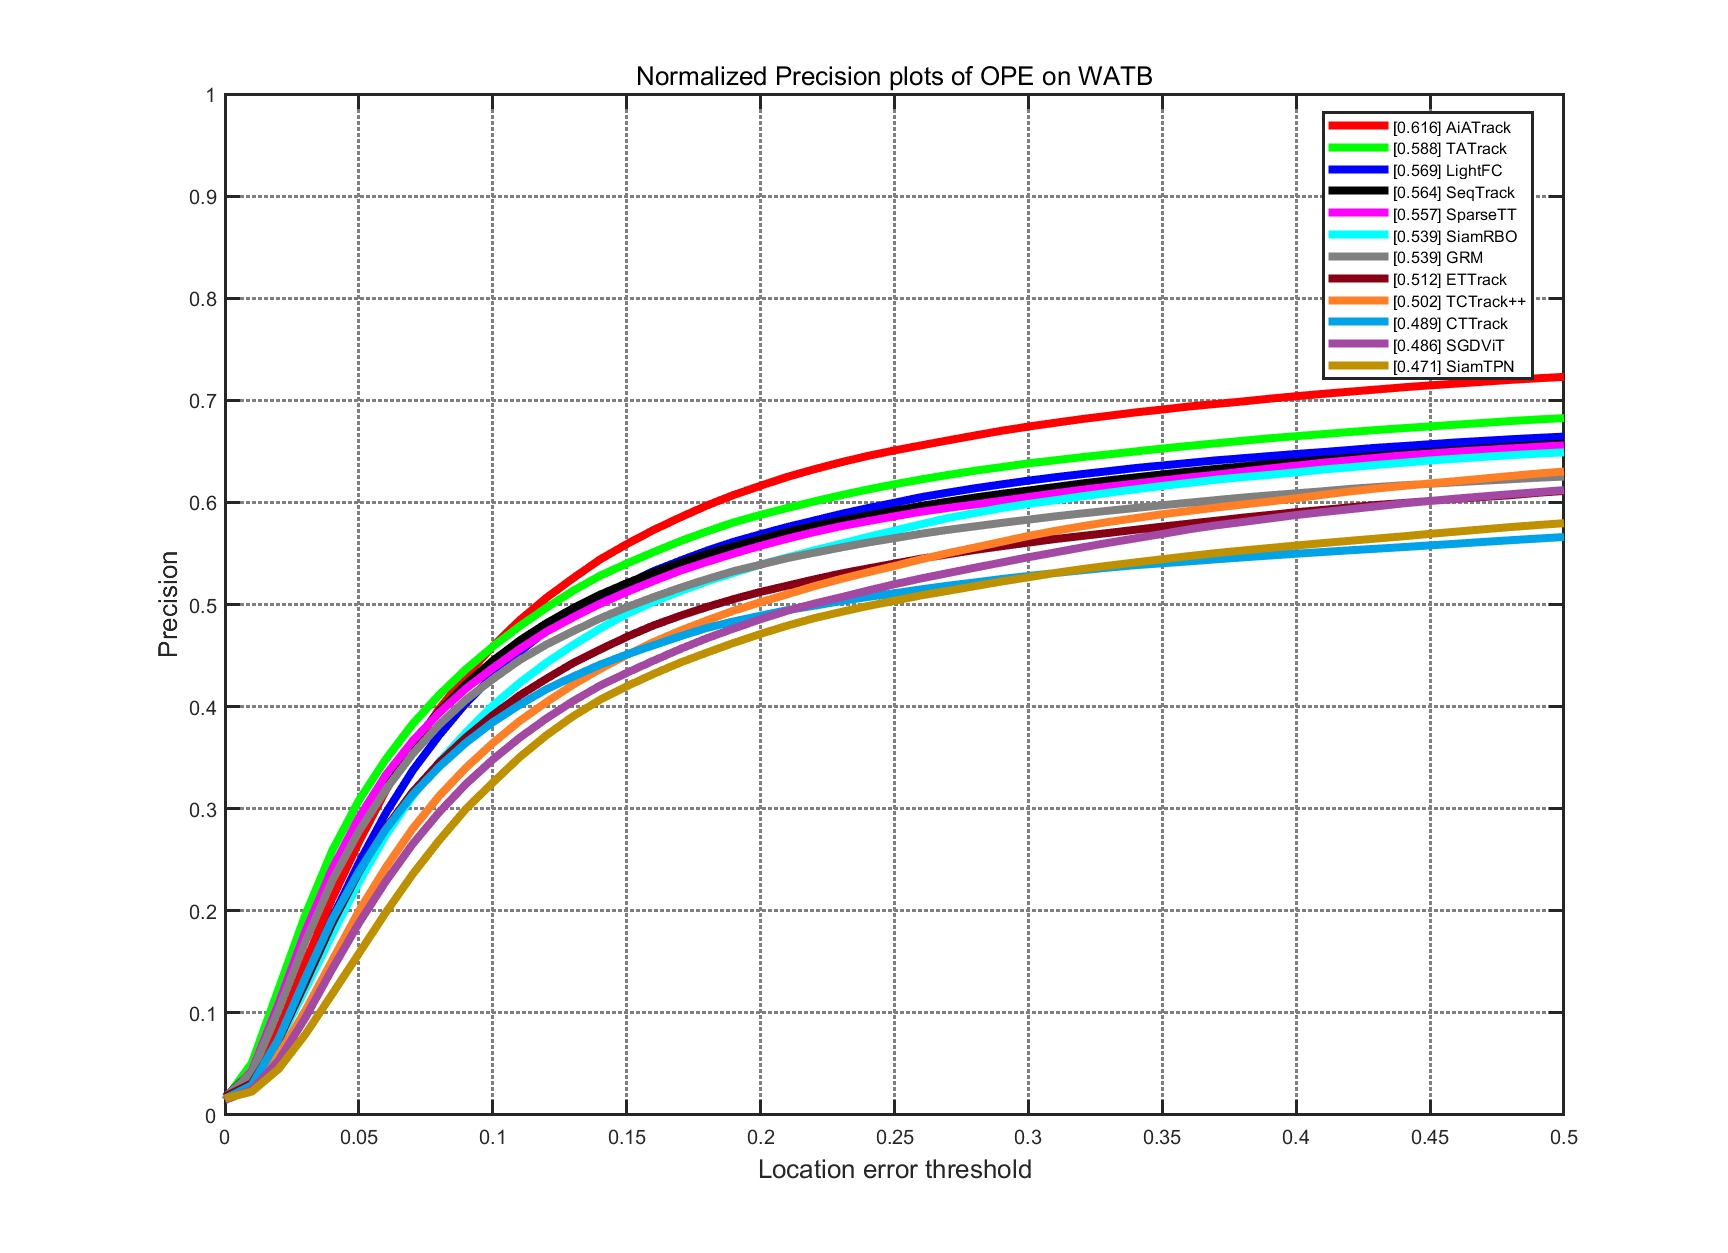 Normalized Precision plots of OPE on WATB
1
0.9
0.8
0.7
0.6
0.5
0.4
0.3
0.2
0.1
0
Precision
[0.616] AiATrack
[0.588] TATrack
[0.569] LightFC
[0.564] SeqTrack
[0.557] SparseTT
[0.539] SiamRBO
[0.539] GRM
[0.512] ETTrack
[0.502] TCTrack++
[0.489] CTTrack
[0.486] SGDViT
[0.471] SiamTPN
0 0.05 0.1 0.15 0.2 0.25 0.3 0.35 0.4 0.45 0.5
Location error threshold